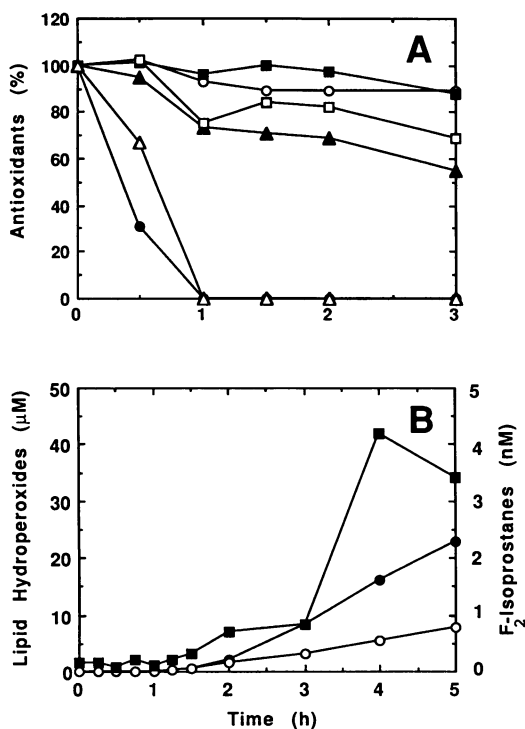 A
Antioxidants (%)
120
100
80
60
40
20
0
0 1 2 3
B
Lipid Hydroperoxides (μM)
50
40
30
20
10
0
F2-Isoprostanes (nM)
5
4
3
2
1
0
0 1 2 3 4 5
Time (h)